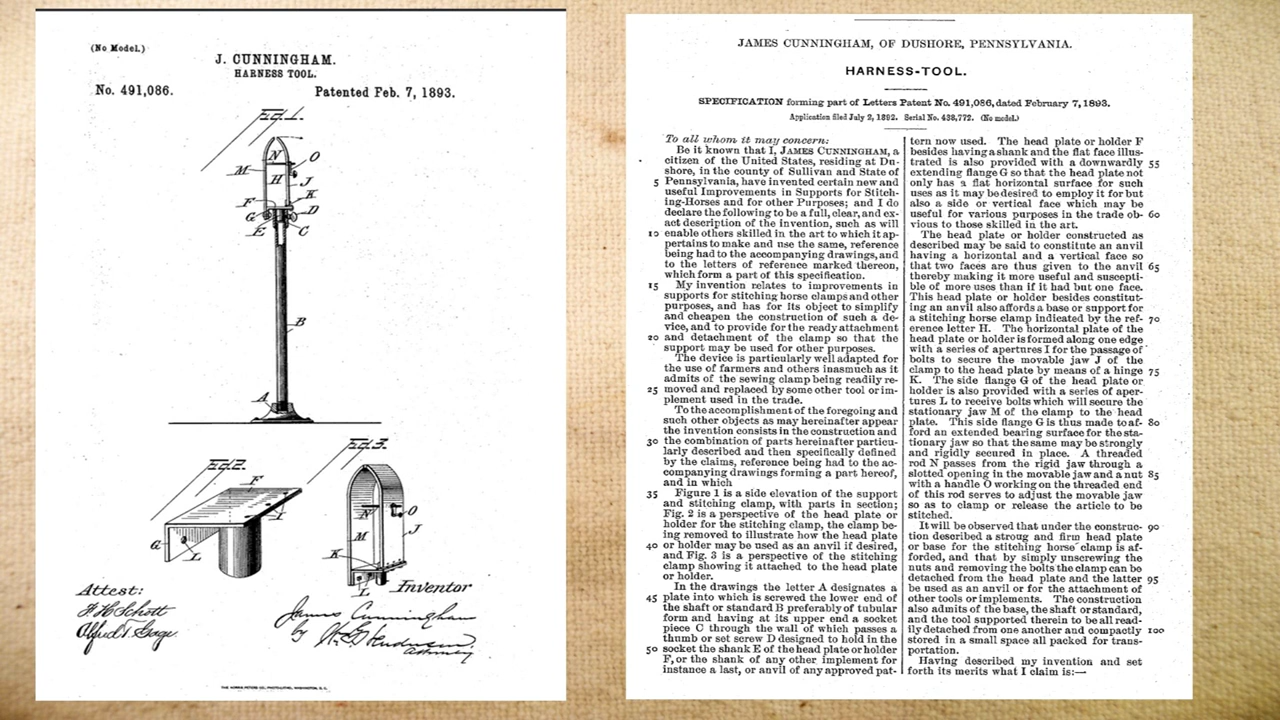 (No Model.)
J. CUNNINGHAM.
HARNESS TOOL.
No. 491,086.
Patented Feb. 7, 1893.
Fig. 1.
N
O
M
H
J
K
F
D
G
E
C
B
A
Fig. 2.
F
I
G
L
Fig. 3.
N
O
M
J
K
L
Attest:
Inventor
James Cunningham
by
Attorney
THE NORRIS PETERS CO., PHOTO-LITHO., WASHINGTON, D. C.
JAMES CUNNINGHAM, OF DUSHORE, PENNSYLVANIA.
HARNESS-TOOL.
SPECIFICATION forming part of Letters Patent No. 491,086, dated February 7, 1893.
Application filed July 2, 1892. Serial No. 438,772. (No model.)
To all whom it may concern:
Be it known that I, JAMES CUNNINGHAM, a
citizen of the United States, residing at Du-
shore, in the county of Sullivan and State of
5 Pennsylvania, have invented certain new and
useful Improvements in Supports for Stitch-
ing-Horses and for other Purposes; and I do
declare the following to be a full, clear, and ex-
act description of the invention, such as will
10 enable others skilled in the art to which it ap-
pertains to make and use the same, reference
being had to the accompanying drawings, and
to the letters of reference marked thereon,
which form a part of this specification.
15 My invention relates to improvements in
supports for stitching horse clamps and other
purposes, and has for its object to simplify
and cheapen the construction of such a de-
vice, and to provide for the ready attachment
20 and detachment of the clamp so that the
support may be used for other purposes.
The device is particularly well adapted for
the use of farmers and others inasmuch as it
admits of the sewing clamp being readily re-
25 moved and replaced by some other tool or im-
plement used in the trade.
To the accomplishment of the foregoing and
such other objects as may hereinafter appear
the invention consists in the construction and
30 the combination of parts hereinafter particu-
larly described and then specifically defined
by the claims, reference being had to the ac-
companying drawings forming a part hereof,
and in which
35 Figure 1 is a side elevation of the support
and stitching clamp, with parts in section;
Fig. 2 is a perspective of the head plate or
holder for the stitching clamp, the clamp be-
ing removed to illustrate how the head plate
40 or holder may be used as an anvil if desired,
and Fig. 3 is a perspective of the stitching
clamp showing it attached to the head plate
or holder.
In the drawings the letter A designates a
45 plate into which is screwed the lower end of
the shaft or standard B preferably of tubular
form and having at its upper end a socket
piece C through the wall of which passes a
thumb or set screw D designed to hold in the
50 socket the shank E of the head plate or holder
F, or the shank of any other implement for
instance a last, or anvil of any approved pat-
tern now used. The head plate or holder F
besides having a shank and the flat face illus-
trated is also provided with a downwardly 55
extending flange G so that the head plate not
only has a flat horizontal surface for such
uses as it may be desired to employ it for but
also a side or vertical face which may be
useful for various purposes in the trade ob- 60
vious to those skilled in the art.
The head plate or holder constructed as
described may be said to constitute an anvil
having a horizontal and a vertical face so
that two faces are thus given to the anvil 65
thereby making it more useful and suscepti-
ble of more uses than if it had but one face.
This head plate or holder besides constitut-
ing an anvil also affords a base or support for
a stitching horse clamp indicated by the ref- 70
erence letter H. The horizontal plate of the
head plate or holder is formed along one edge
with a series of apertures I for the passage of
bolts to secure the movable jaw J of the
clamp to the head plate by means of a hinge 75
K. The side flange G of the head plate or
holder is also provided with a series of aper-
tures L to receive bolts which will secure the
stationary jaw M of the clamp to the head
plate. This side flange G is thus made to af- 80
ford an extended bearing surface for the sta-
tionary jaw so that the same may be strongly
and rigidly secured in place. A threaded
rod N passes from the rigid jaw through a
slotted opening in the movable jaw and a nut 85
with a handle O working on the threaded end
of this rod serves to adjust the movable jaw
so as to clamp or release the article to be
stitched.
It will be observed that under the construc- 90
tion described a strong and firm head plate
or base for the stitching horse clamp is af-
forded, and that by simply unscrewing the
nuts and removing the bolts the clamp can be
detached from the head plate and the latter 95
be used as an anvil or for the attachment of
other tools or implements. The construction
also admits of the base, the shaft or standard,
and the tool supported therein to be all read-
ily detached from one another and compactly 100
stored in a small space all packed for trans-
portation.
Having described my invention and set
forth its merits what I claim is:—